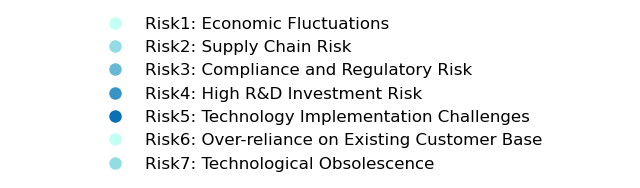 Risk1: Economic Fluctuations
Risk2: Supply Chain Risk
Risk3: Compliance and Regulatory Risk
Risk4: High R&D Investment Risk
Risk5: Technology Implementation Challenges
Risk6: Over-reliance on Existing Customer Base
Risk7: Technological Obsolescence